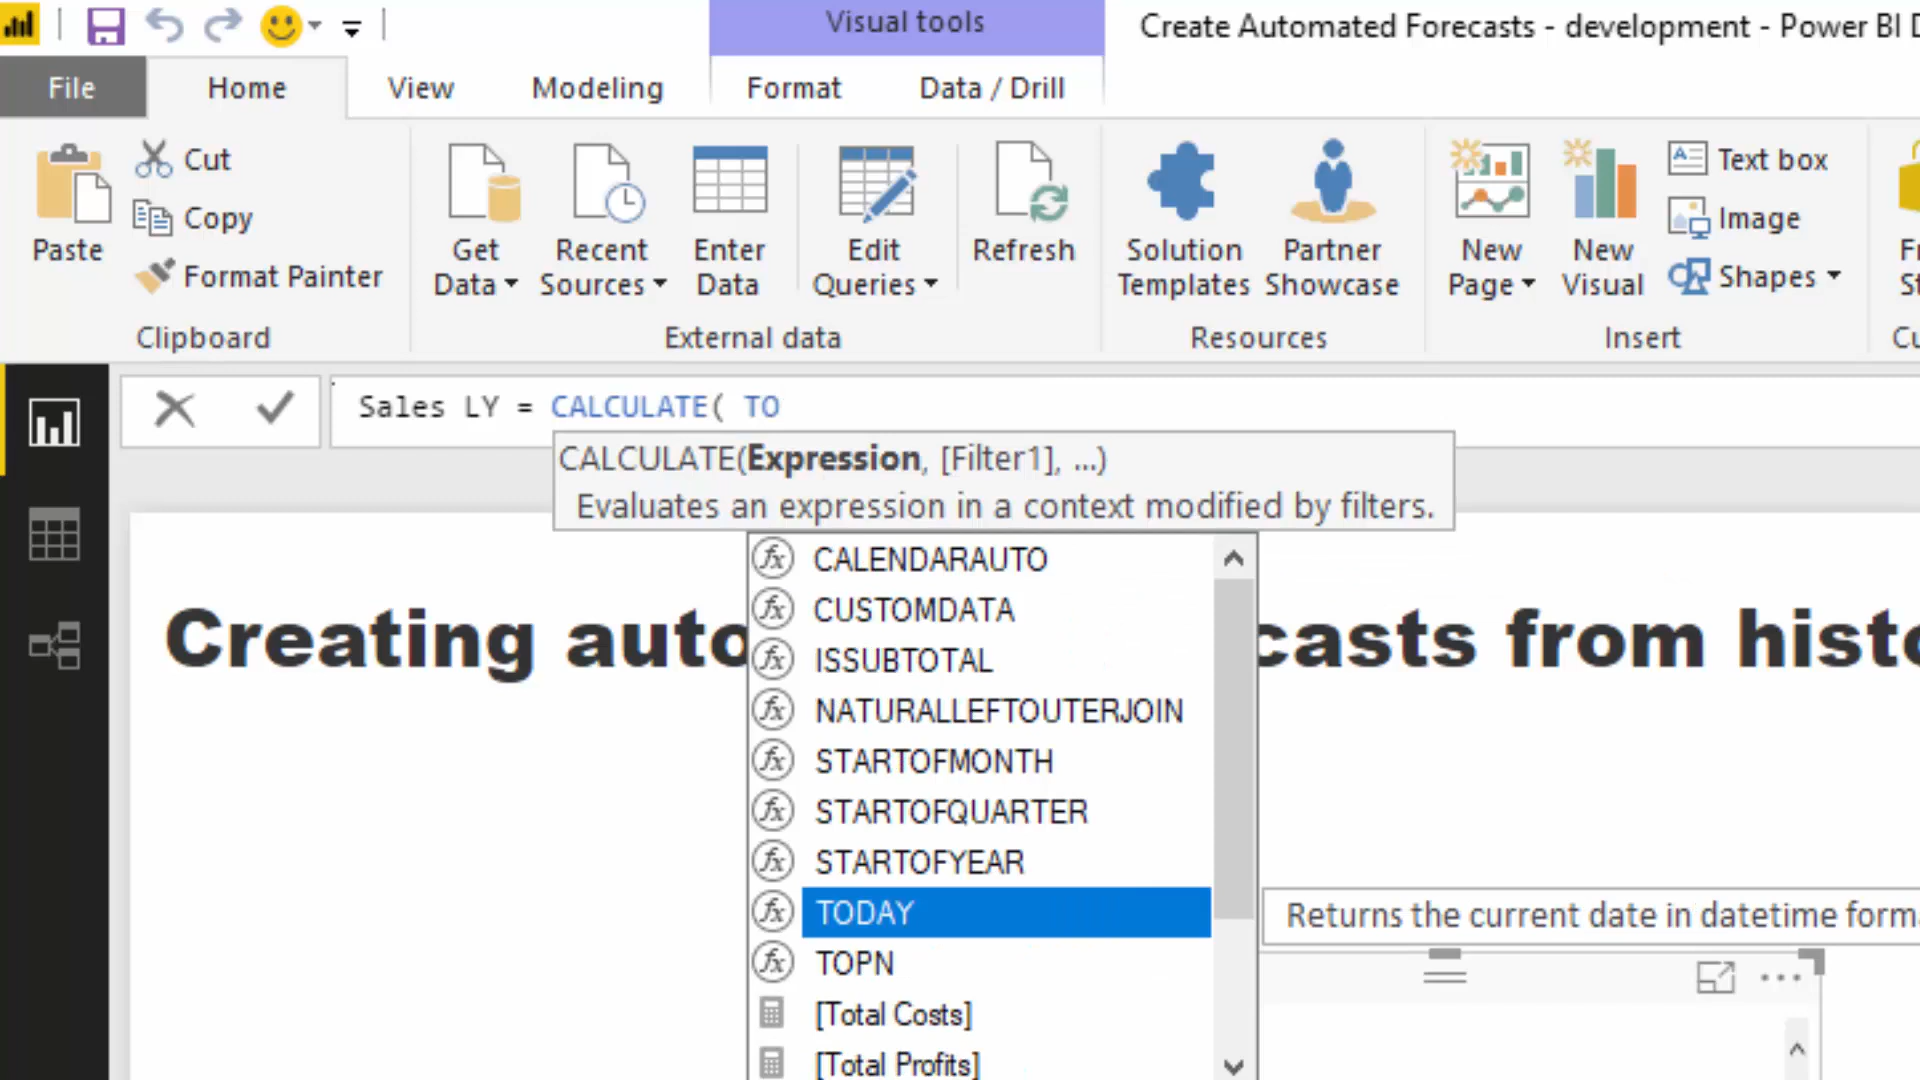 Visual tools
Create Automated Forecasts - development - Power BI D
File
Home
View
Modeling
Format
Data / Drill
Paste
Cut
Copy
Format Painter
Clipboard
Get Data
Recent Sources
Enter Data
Edit Queries
Refresh
External data
Solution Templates
Partner Showcase
Resources
New Page
New Visual
Text box
Image
Shapes
Insert
Sales LY = CALCULATE( TO
CALCULATE(Expression, [Filter1], ...)
Evaluates an expression in a context modified by filters.
Creating auto
casts from histo
CALENDARAUTO
CUSTOMDATA
ISSUBTOTAL
NATURALLEFTOUTERJOIN
STARTOFMONTH
STARTOFQUARTER
STARTOFYEAR
TODAY
Returns the current date in datetime forma
TOPN
[Total Costs]
[Total Profits]